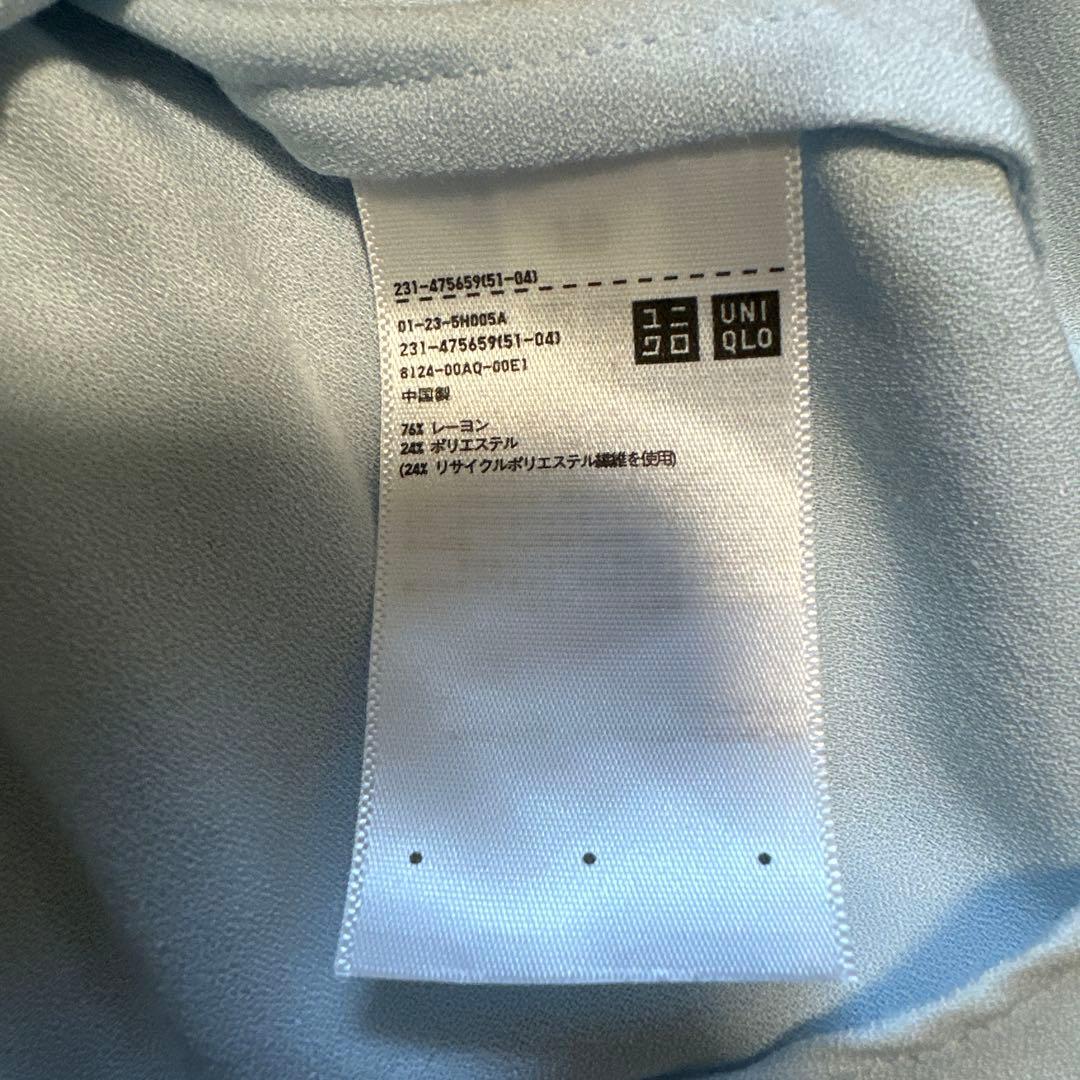 231-475659(51-04)
01-23-5H005A
231-475659(51-04)
8124-00AQ-00E1
中国製
76% レーヨン
24% ポリエステル
(24% リサイクルポリエステル繊維を使用)
ユニ
クロ
UNI
QLO